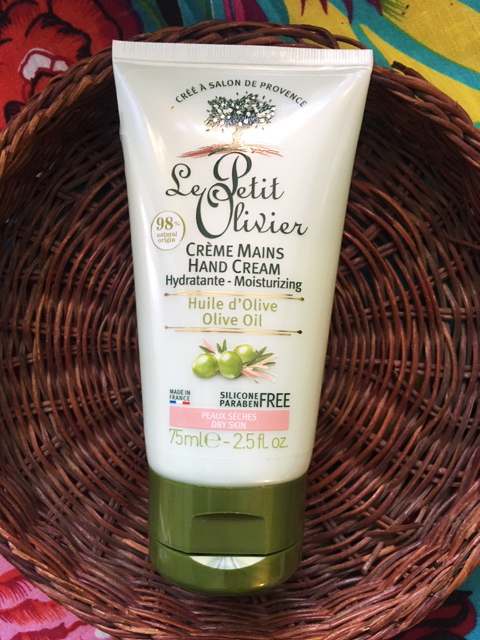 CRÉÉ À SALON DE PROVENCE
Le Petit
Olivier
98%
natural
origin
CRÈME MAINS
HAND CREAM
Hydratante - Moisturizing
Huile d'Olive
Olive Oil
MADE IN
FRANCE
SILICONE
PARABEN FREE
PEAUX SÈCHES
DRY SKIN
75ml℮ - 2.5 fl. oz.